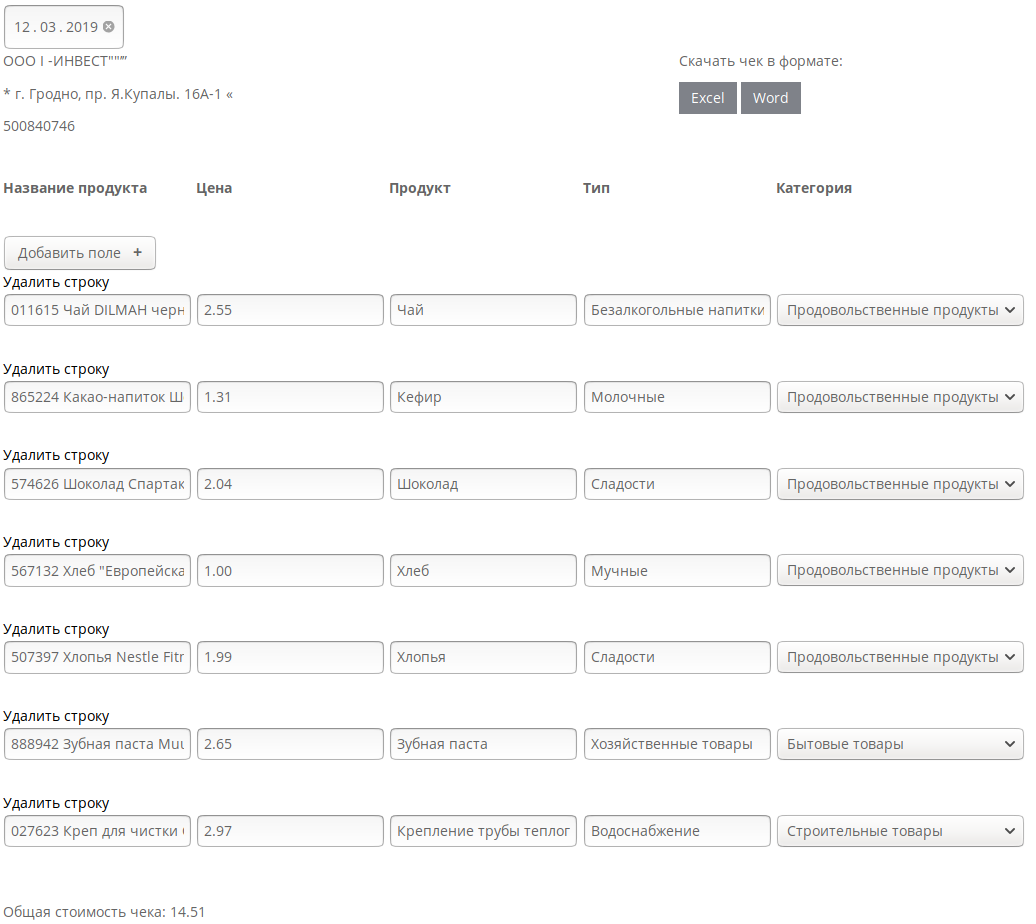 12.03.2019
ООО I -ИНВЕСТ""'"
Скачать чек в формате:
* г. Гродно, пр. Я.Купалы. 16А-1 «
Excel Word
500840746
Название продукта Цена Продукт Тип Категория
Добавить поле +
Удалить строку
011615 Чай DILMAH черн 2.55 Чай Безалкогольные напитки Продовольственные продукты
Удалить строку
865224 Какао-напиток Ш 1.31 Кефир Молочные Продовольственные продукты
Удалить строку
574626 Шоколад Спартак 2.04 Шоколад Сладости Продовольственные продукты
Удалить строку
567132 Хлеб "Европейска 1.00 Хлеб Мучные Продовольственные продукты
Удалить строку
507397 Хлопья Nestle Fitn 1.99 Хлопья Сладости Продовольственные продукты
Удалить строку
888942 Зубная паста 2.65 Зубная паста Хозяйственные товары Бытовые товары
Удалить строку
027623 Креп для чистки 2.97 Крепление трубы теплог Водоснабжение Строительные товары
Общая стоимость чека: 14.51